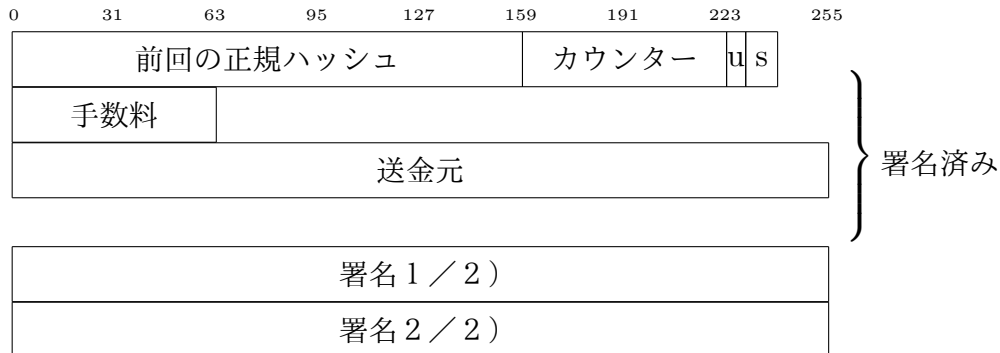 0 31 63 95 127 159 191 223 255
前回の正規ハッシュ カウンター u s
手数料
送金元
署名済み
署名１／２）
署名２／２）